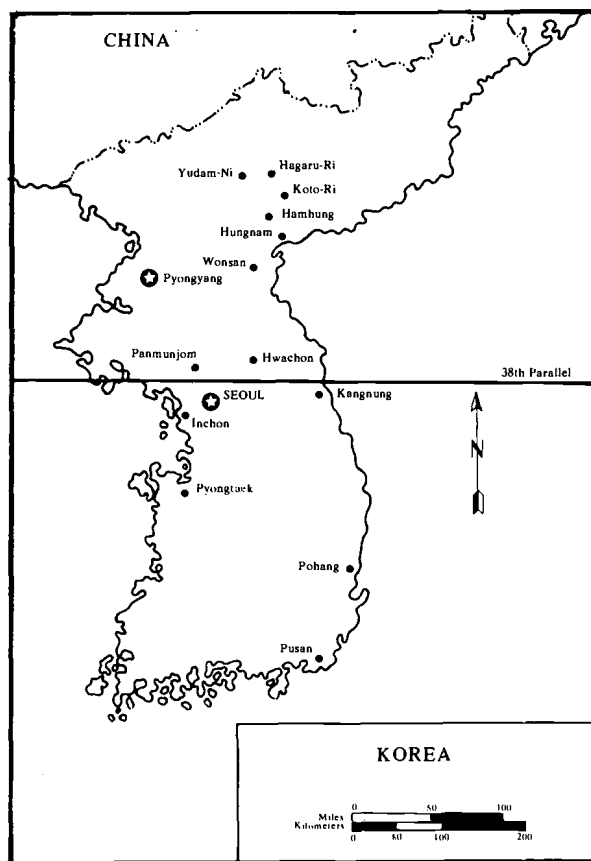 CHINA
Yudam-Ni
Hagaru-Ri
Koto-Ri
Hamhung
Hungnam
Wonsan
Pyongyang
Panmunjom
Hwachon
38th Parallel
SEOUL
Kangnung
Inchon
N
Pyongtaek
Pohang
Pusan
KOREA
0 50 100
Miles
Kilometers
0 50 100 200